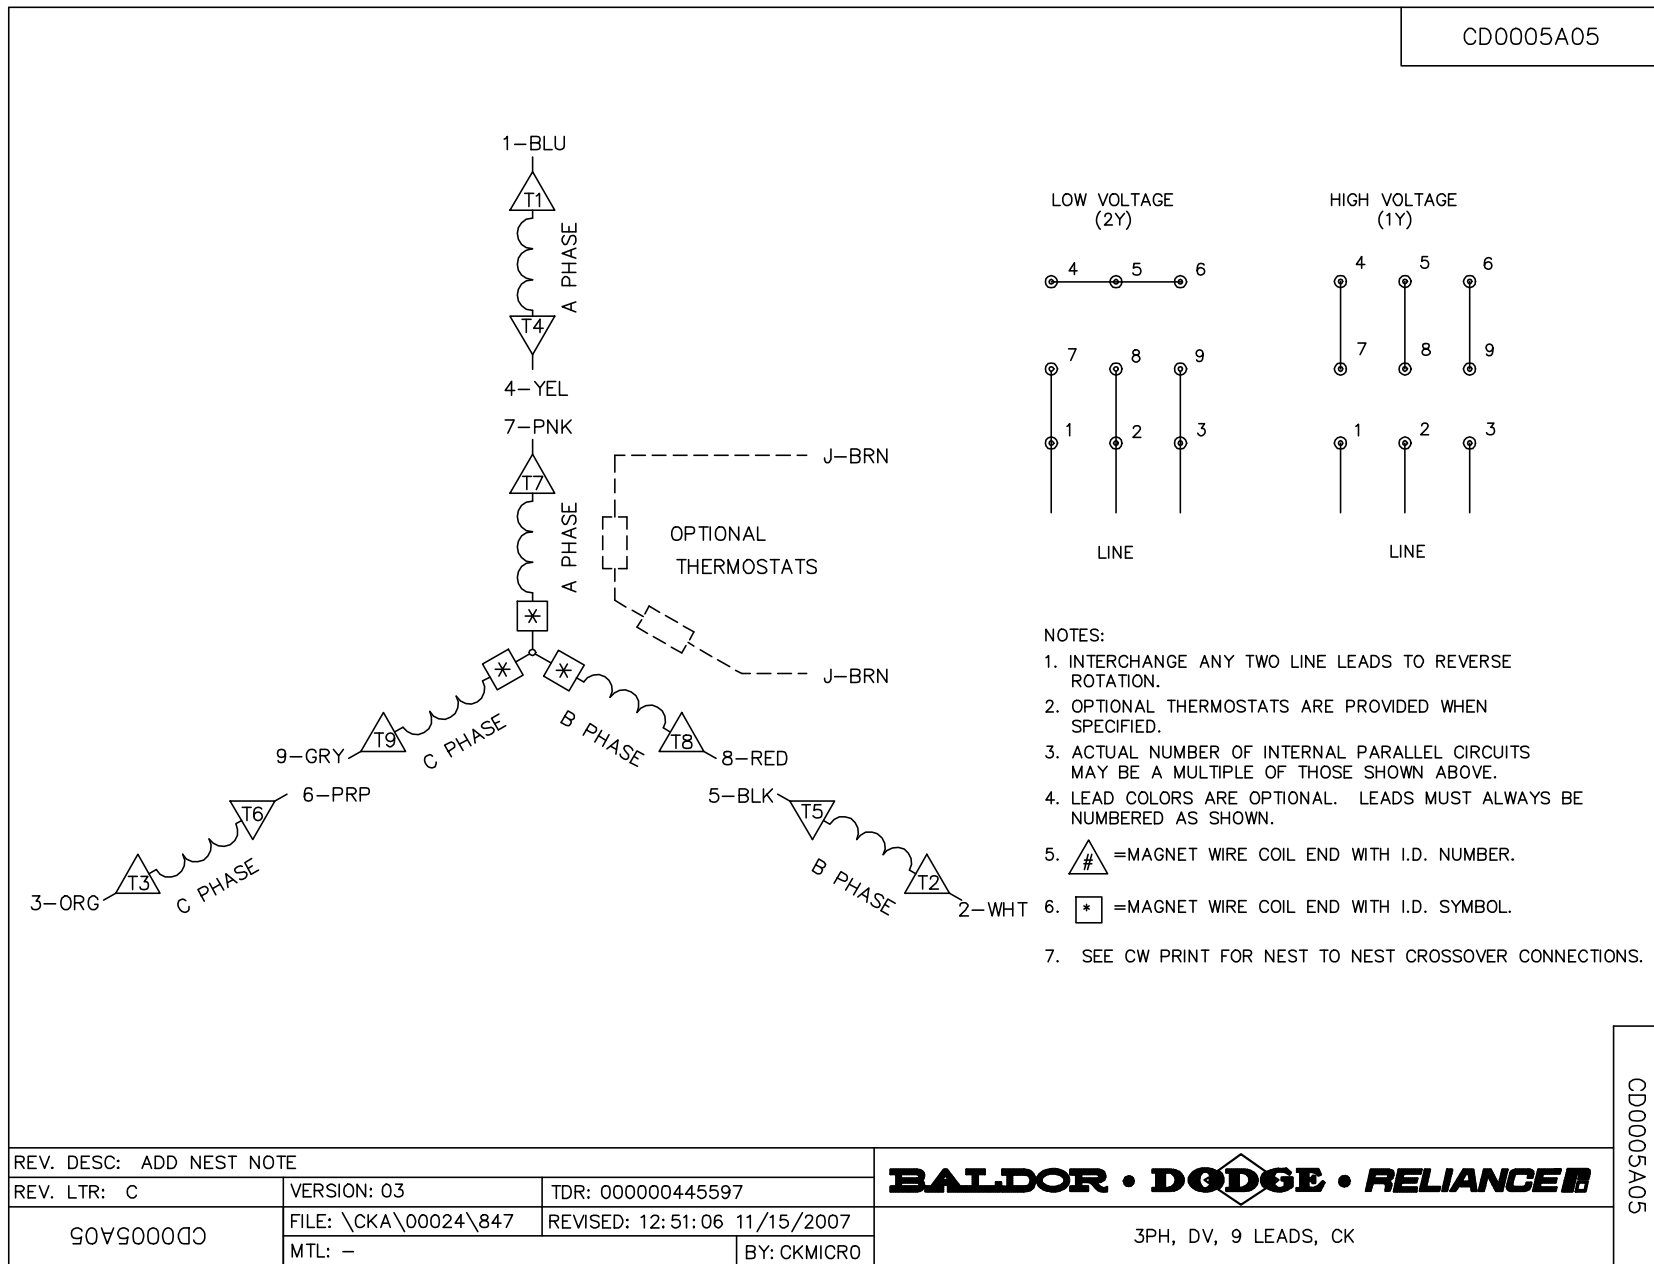 CD0005A05
1-BLU
T1
A PHASE
T4
4-YEL
7-PNK
T7
A PHASE
*
*
*
J-BRN
OPTIONAL
THERMOSTATS
J-BRN
T9
C PHASE
9-GRY
B PHASE
T8
8-RED
6-PRP
T6
5-BLK
T5
T3
C PHASE
3-ORG
B PHASE
T2
2-WHT
LOW VOLTAGE
(2Y)
4 5 6
7 8 9
1 2 3
LINE
HIGH VOLTAGE
(1Y)
4 5 6
7 8 9
1 2 3
LINE
NOTES:
1. INTERCHANGE ANY TWO LINE LEADS TO REVERSE
ROTATION.
2. OPTIONAL THERMOSTATS ARE PROVIDED WHEN
SPECIFIED.
3. ACTUAL NUMBER OF INTERNAL PARALLEL CIRCUITS
MAY BE A MULTIPLE OF THOSE SHOWN ABOVE.
4. LEAD COLORS ARE OPTIONAL. LEADS MUST ALWAYS BE
NUMBERED AS SHOWN.
5. # =MAGNET WIRE COIL END WITH I.D. NUMBER.
6. * =MAGNET WIRE COIL END WITH I.D. SYMBOL.
7. SEE CW PRINT FOR NEST TO NEST CROSSOVER CONNECTIONS.
CD0005A05
REV. DESC: ADD NEST NOTE
REV. LTR: C
VERSION: 03
TDR: 000000445597
CD0005A05
FILE: \CKA\00024\847
REVISED: 12:51:06 11/15/2007
MTL: -
BY: CKMICRO
BALDOR • DODGE • RELIANCE
3PH, DV, 9 LEADS, CK